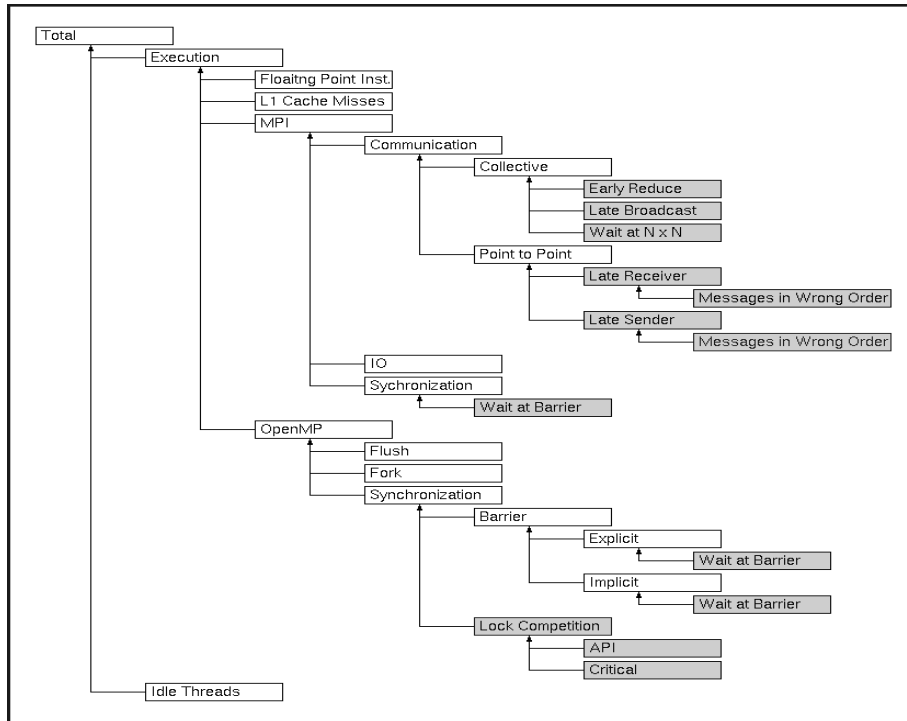 Total
Execution
Floaitng Point Inst.
L1 Cache Misses
MPI
Communication
Collective
Early Reduce
Late Broadcast
Wait at N x N
Point to Point
Late Receiver
Messages in Wrong Order
Late Sender
Messages in Wrong Order
IO
Sychronization
Wait at Barrier
OpenMP
Flush
Fork
Synchronization
Barrier
Explicit
Wait at Barrier
Implicit
Wait at Barrier
Lock Competition
API
Critical
Idle Threads